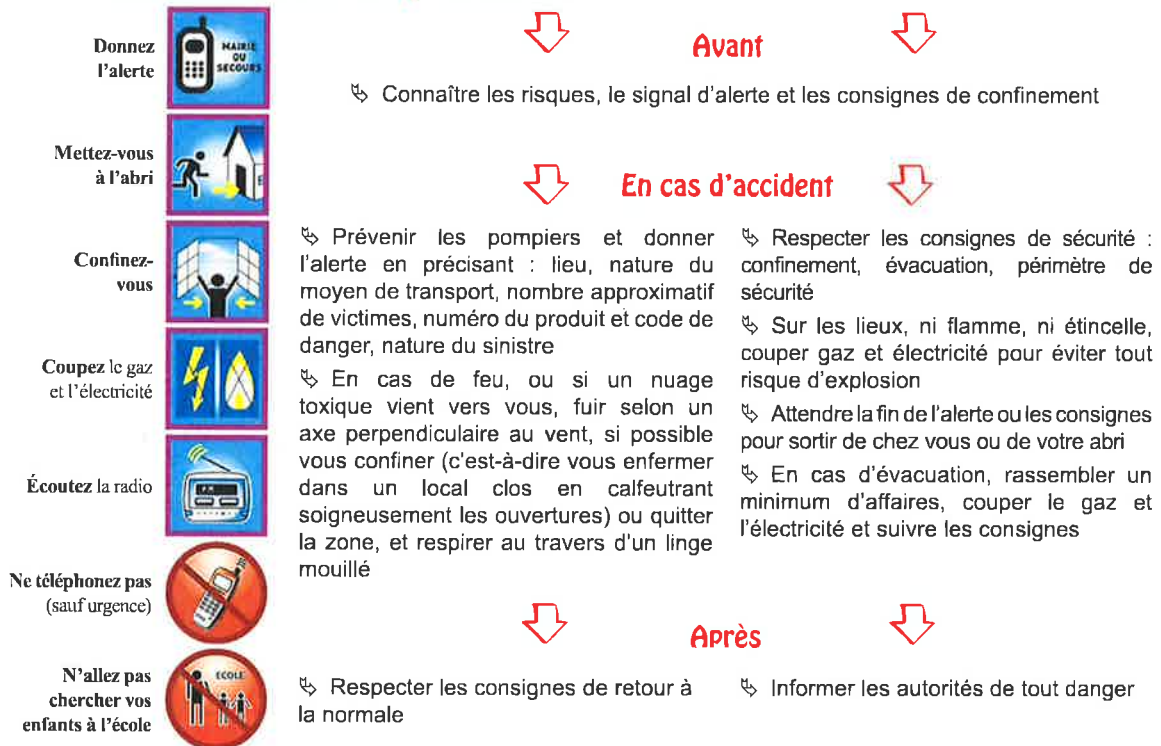 Donnez
l'alerte
MAIRIE
OU
SECOURS
Mettez-vous
à l'abri
Confinez-
vous
Coupez le gaz
et l'électricité
Écoutez la radio
Ne téléphonez pas
(sauf urgence)
N'allez pas
chercher vos
enfants à l'école
ECOLE
Avant
Connaître les risques, le signal d'alerte et les consignes de confinement
En cas d'accident
Prévenir les pompiers et donner
l'alerte en précisant : lieu, nature du
moyen de transport, nombre approximatif
de victimes, numéro du produit et code de
danger, nature du sinistre
En cas de feu, ou si un nuage
toxique vient vers vous, fuir selon un
axe perpendiculaire au vent, si possible
vous confiner (c'est-à-dire vous enfermer
dans un local clos en calfeutrant
soigneusement les ouvertures) ou quitter
la zone, et respirer au travers d'un linge
mouillé
Respecter les consignes de sécurité :
confinement, évacuation, périmètre de
sécurité
Sur les lieux, ni flamme, ni étincelle,
couper gaz et électricité pour éviter tout
risque d'explosion
Attendre la fin de l'alerte ou les consignes
pour sortir de chez vous ou de votre abri
En cas d'évacuation, rassembler un
minimum d'affaires, couper le gaz et
l'électricité et suivre les consignes
Après
Respecter les consignes de retour à
la normale
Informer les autorités de tout danger